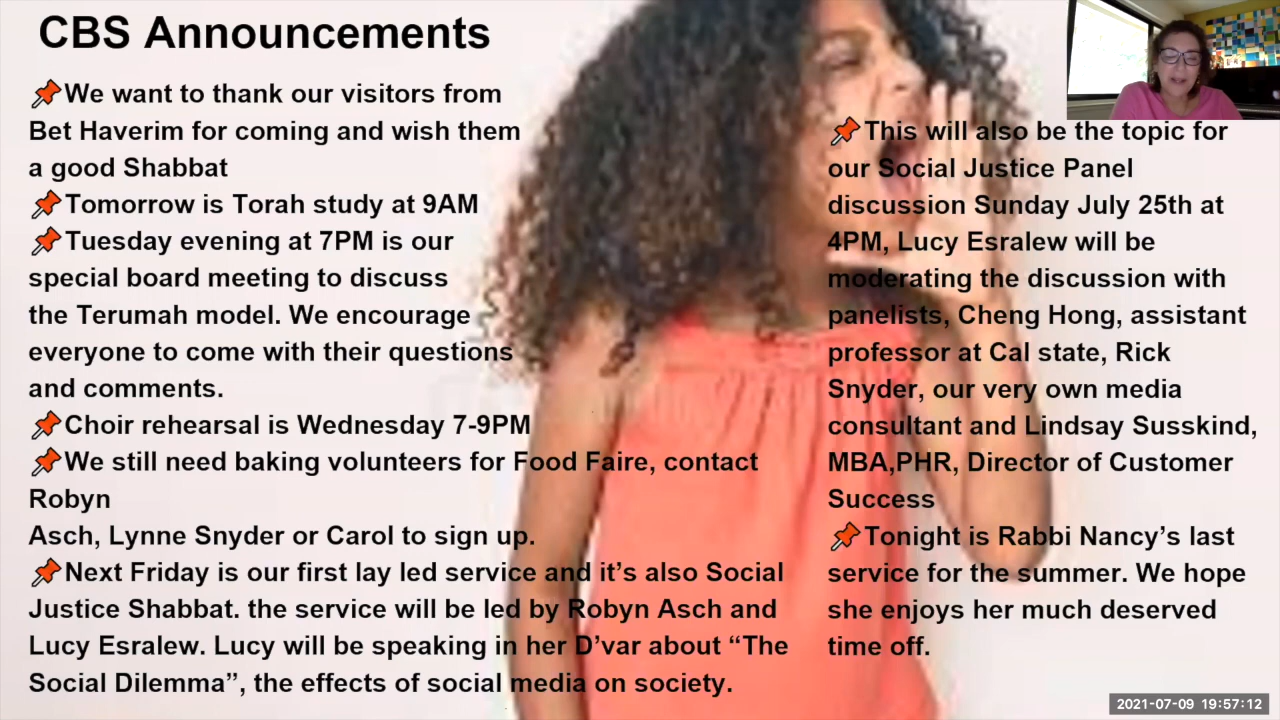 CBS Announcements
📌We want to thank our visitors from
Bet Haverim for coming and wish them
a good Shabbat
📌Tomorrow is Torah study at 9AM
📌Tuesday evening at 7PM is our
special board meeting to discuss
the Terumah model. We encourage
everyone to come with their questions
and comments.
📌Choir rehearsal is Wednesday 7-9PM
📌We still need baking volunteers for Food Faire, contact
Robyn
Asch, Lynne Snyder or Carol to sign up.
📌Next Friday is our first lay led service and it’s also Social
Justice Shabbat. the service will be led by Robyn Asch and
Lucy Esralew. Lucy will be speaking in her D’var about “The
Social Dilemma”, the effects of social media on society.
📌This will also be the topic for
our Social Justice Panel
discussion Sunday July 25th at
4PM, Lucy Esralew will be
moderating the discussion with
panelists, Cheng Hong, assistant
professor at Cal state, Rick
Snyder, our very own media
consultant and Lindsay Susskind,
MBA,PHR, Director of Customer
Success
📌Tonight is Rabbi Nancy’s last
service for the summer. We hope
she enjoys her much deserved
time off.
2021-07-09 19:57:12